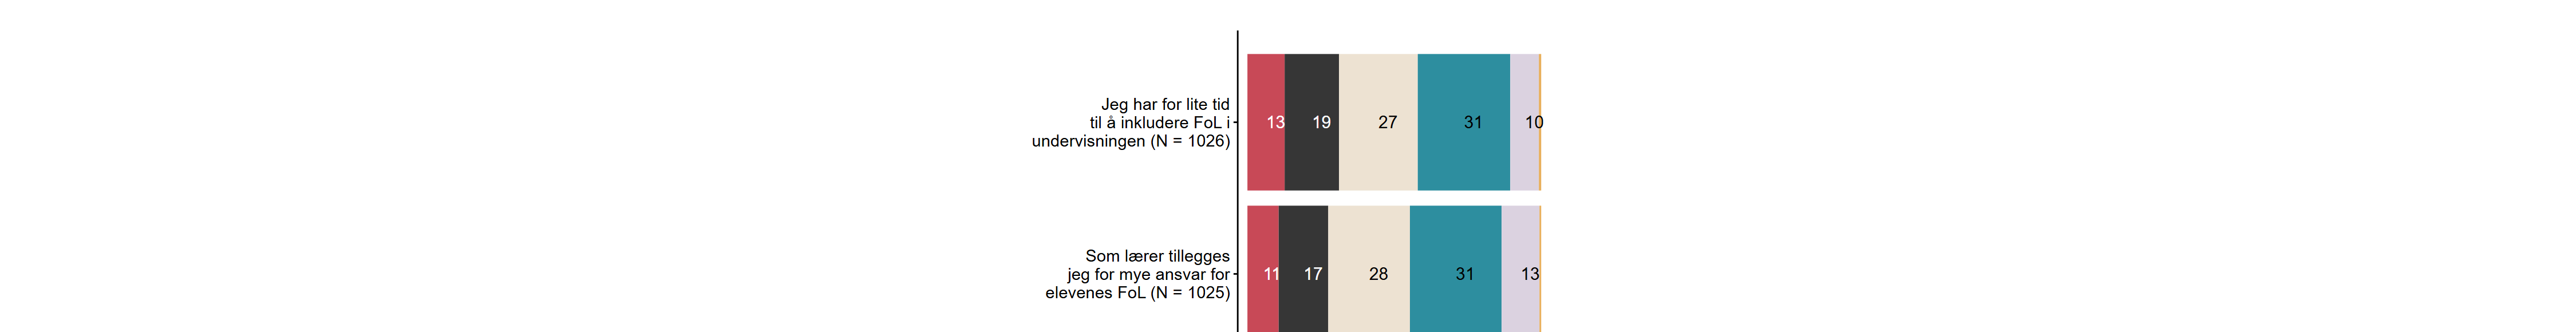 Jeg har for lite tid
til å inkludere FoL i
undervisningen (N = 1026)
13 19 27 31 10
Som lærer tillegges
jeg for mye ansvar for
elevenes FoL (N = 1025)
11 17 28 31 13